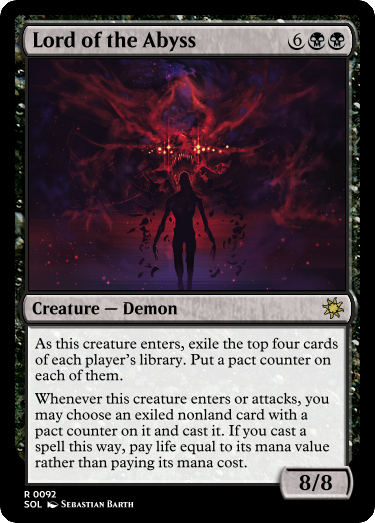 Lord of the Abyss 6
Creature — Demon
As this creature enters, exile the top four cards
of each player's library. Put a pact counter on
each of them.
Whenever this creature enters or attacks, you
may choose an exiled nonland card with a
pact counter on it and cast it. If you cast a
spell this way, pay life equal to its mana value
rather than paying its mana cost.
8/8
R 0092
SOL Sebastian Barth